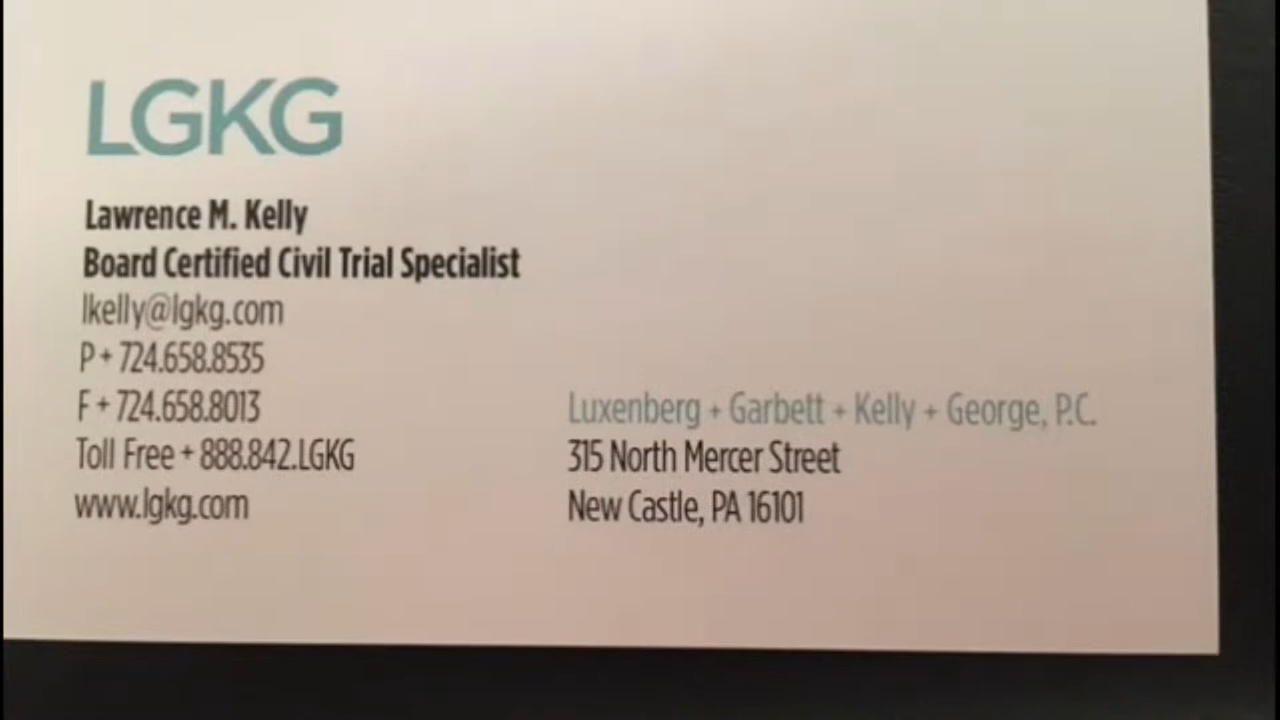 LGKG
Lawrence M. Kelly
Board Certified Civil Trial Specialist
lkelly@lgkg.com
P + 724.658.8535
F + 724.658.8013
Toll Free + 888.842.LGKG
www.lgkg.com
Luxenberg + Garbett + Kelly + George, P.C.
315 North Mercer Street
New Castle, PA 16101